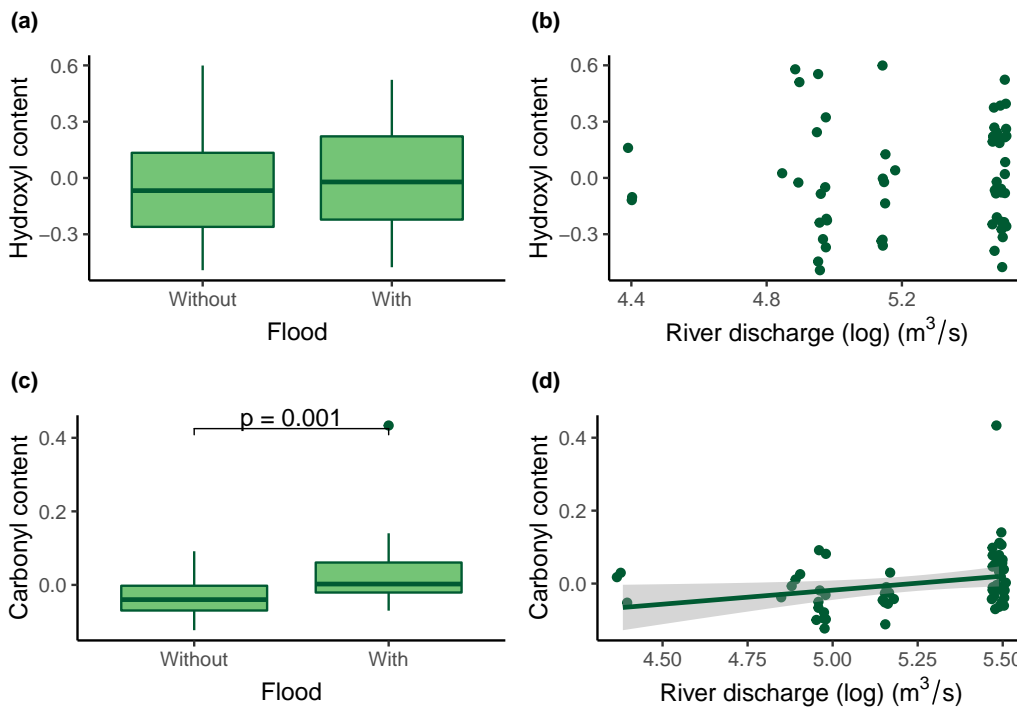 (a)
Hydroxyl content
0.6
0.3
0.0
−0.3
Without
With
Flood
(b)
Hydroxyl content
0.6
0.3
0.0
−0.3
4.4
4.8
5.2
River discharge (log) (m³/s)
(c)
Carbonyl content
0.4
0.2
0.0
p = 0.001
Without
With
Flood
(d)
Carbonyl content
0.4
0.2
0.0
4.50
4.75
5.00
5.25
5.50
River discharge (log) (m³/s)